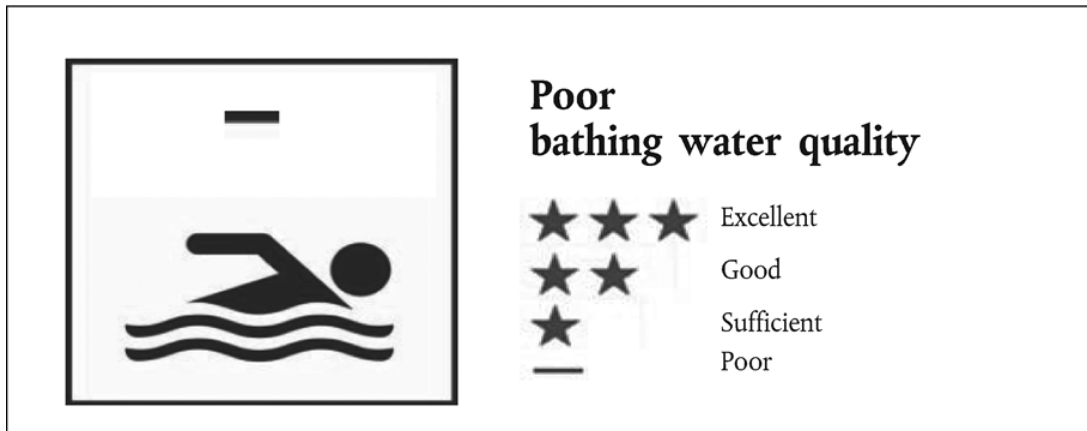 Poor
bathing water quality
Excellent
Good
Sufficient
Poor